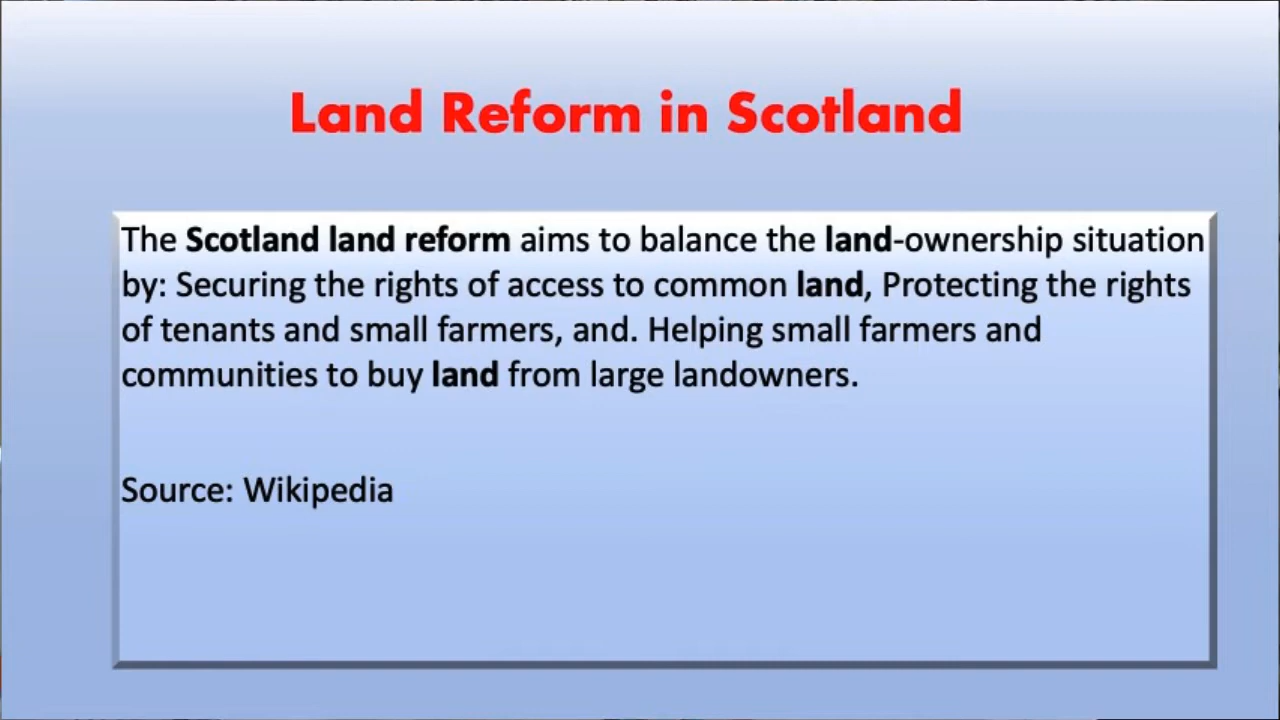 Land Reform in Scotland
The Scotland land reform aims to balance the land-ownership situation
by: Securing the rights of access to common land, Protecting the rights
of tenants and small farmers, and. Helping small farmers and
communities to buy land from large landowners.
Source: Wikipedia